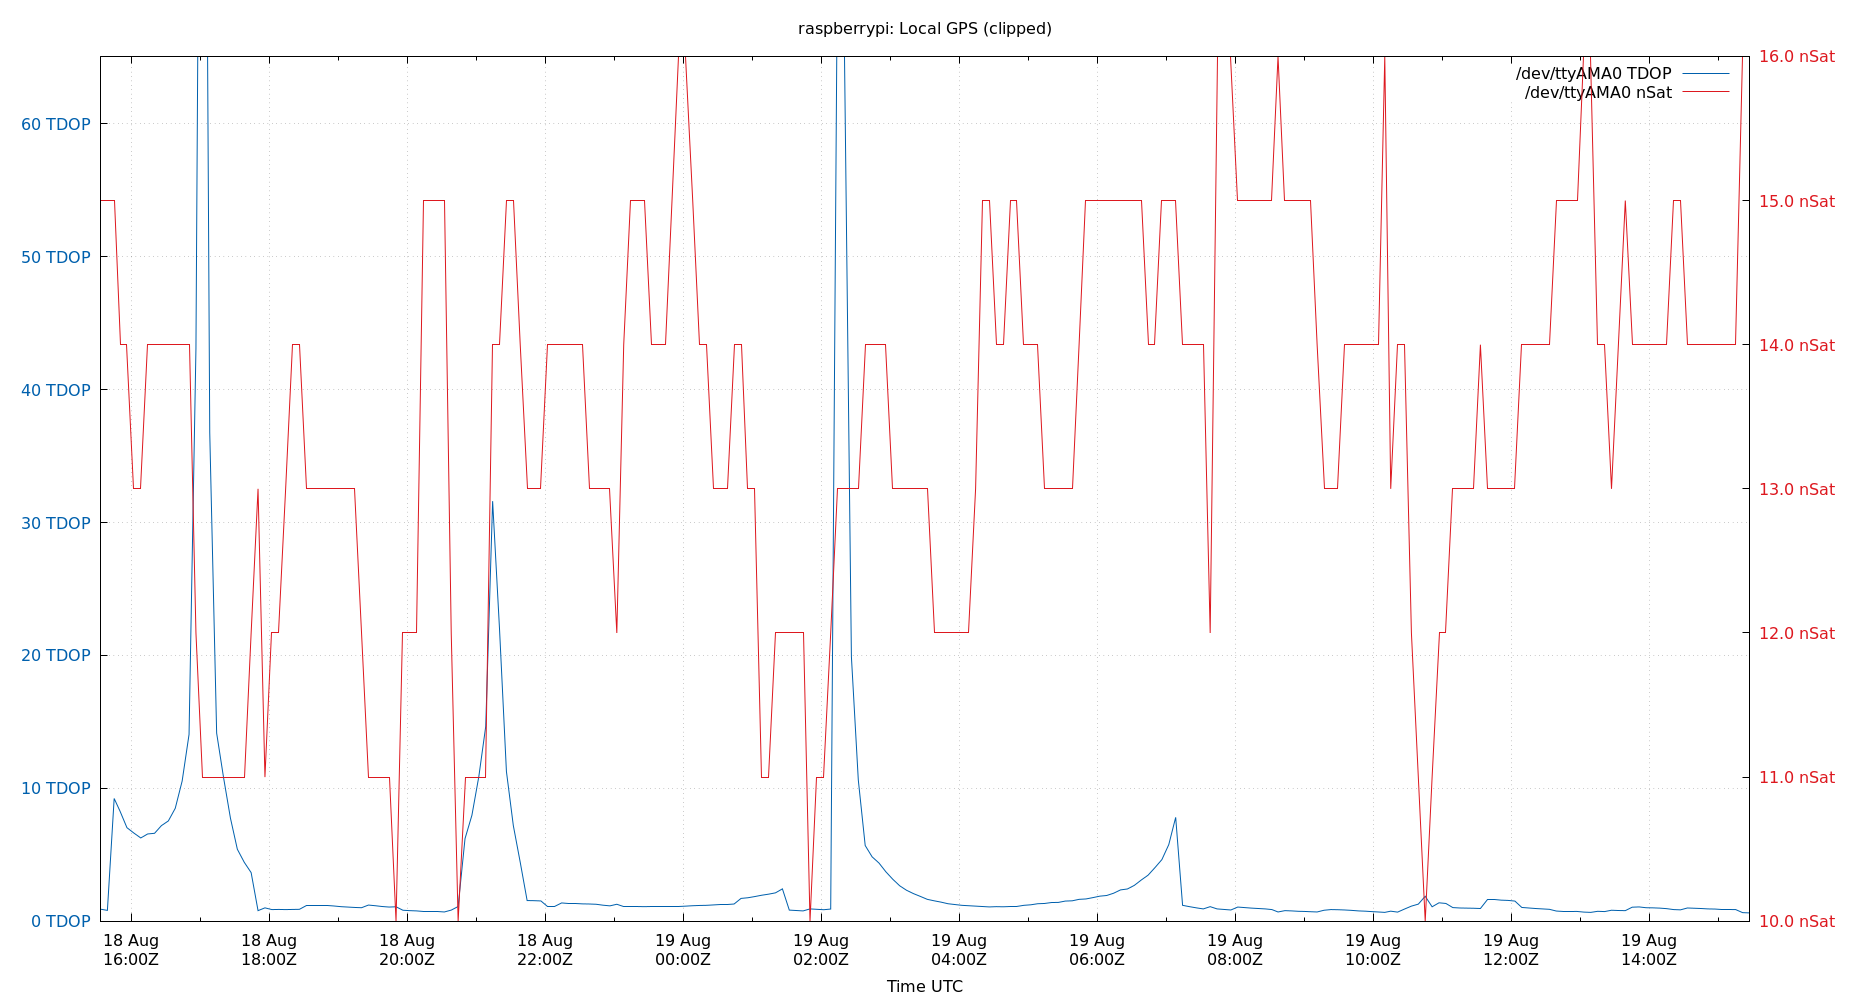 raspberrypi: Local GPS (clipped)
/dev/ttyAMA0 TDOP
/dev/ttyAMA0 nSat
60 TDOP
50 TDOP
40 TDOP
30 TDOP
20 TDOP
10 TDOP
0 TDOP
16.0 nSat
15.0 nSat
14.0 nSat
13.0 nSat
12.0 nSat
11.0 nSat
10.0 nSat
18 Aug
16:00Z
18 Aug
18:00Z
18 Aug
20:00Z
18 Aug
22:00Z
19 Aug
00:00Z
19 Aug
02:00Z
19 Aug
04:00Z
19 Aug
06:00Z
19 Aug
08:00Z
19 Aug
10:00Z
19 Aug
12:00Z
19 Aug
14:00Z
Time UTC